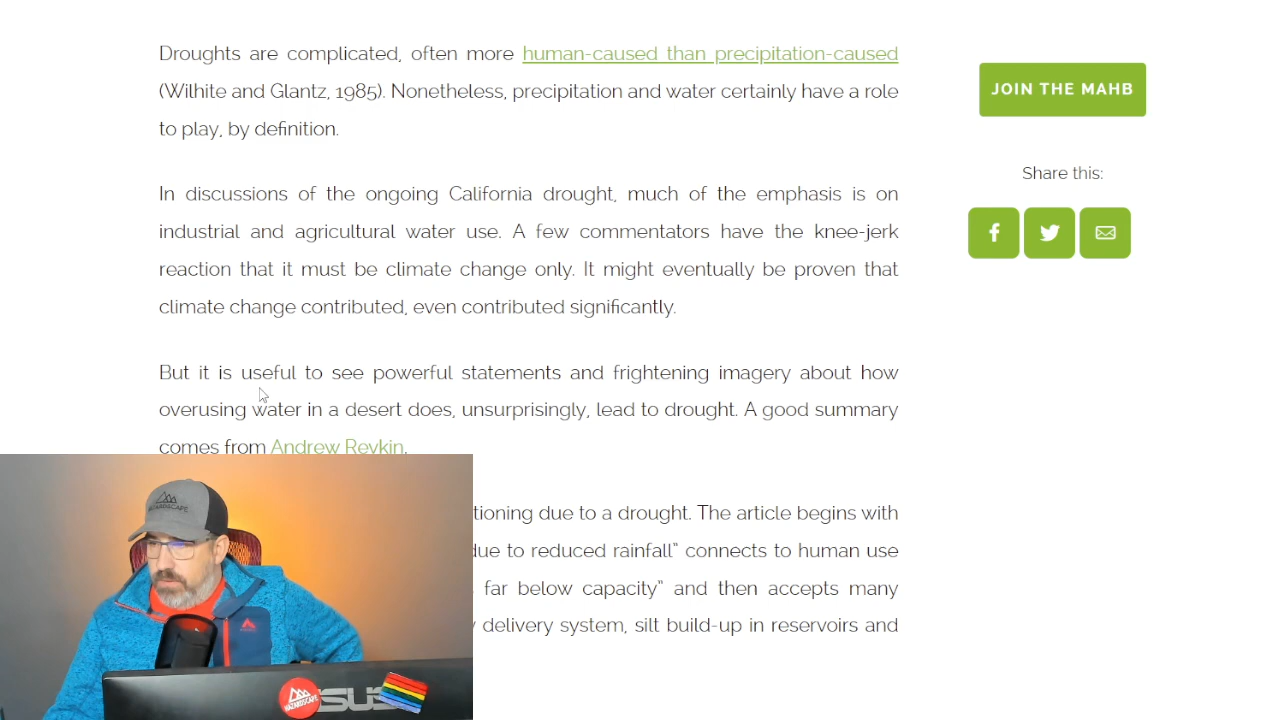 Droughts are complicated, often more human-caused than precipitation-caused
(Wilhite and Glantz, 1985). Nonetheless, precipitation and water certainly have a role
to play, by definition.
In discussions of the ongoing California drought, much of the emphasis is on
industrial and agricultural water use. A few commentators have the knee-jerk
reaction that it must be climate change only. It might eventually be proven that
climate change contributed, even contributed significantly.
But it is useful to see powerful statements and frightening imagery about how
overusing water in a desert does, unsurprisingly, lead to drought. A good summary
comes from Andrew Revkin.
tioning due to a drought. The article begins with
due to reduced rainfall" connects to human use
far below capacity" and then accepts many
delivery system, silt build-up in reservoirs and
JOIN THE MAHB
Share this:
HAZARDSCAPE
HAZARDSCAPE
SUS